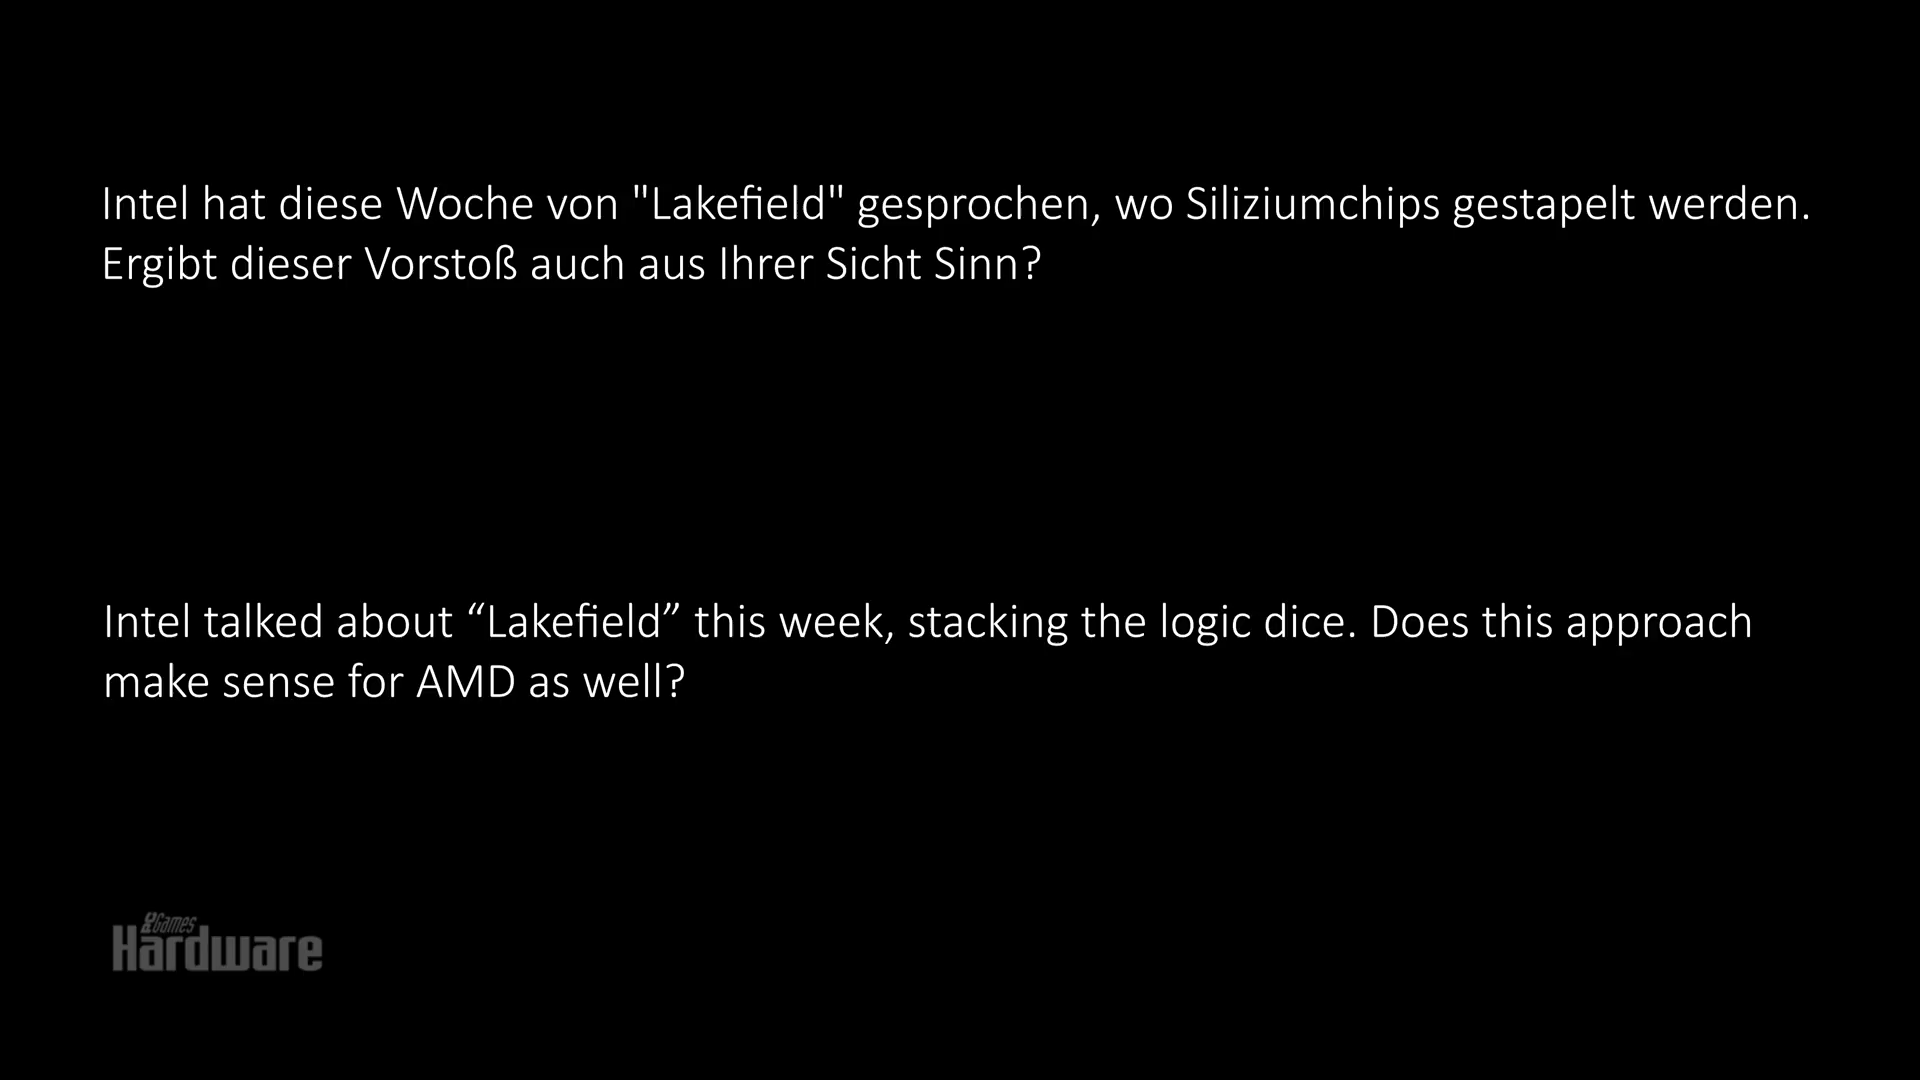 Intel hat diese Woche von "Lakefield" gesprochen, wo Siliziumchips gestapelt werden.
Ergibt dieser Vorstoß auch aus Ihrer Sicht Sinn?
Intel talked about “Lakefield” this week, stacking the logic dice. Does this approach
make sense for AMD as well?
Games
Hardware